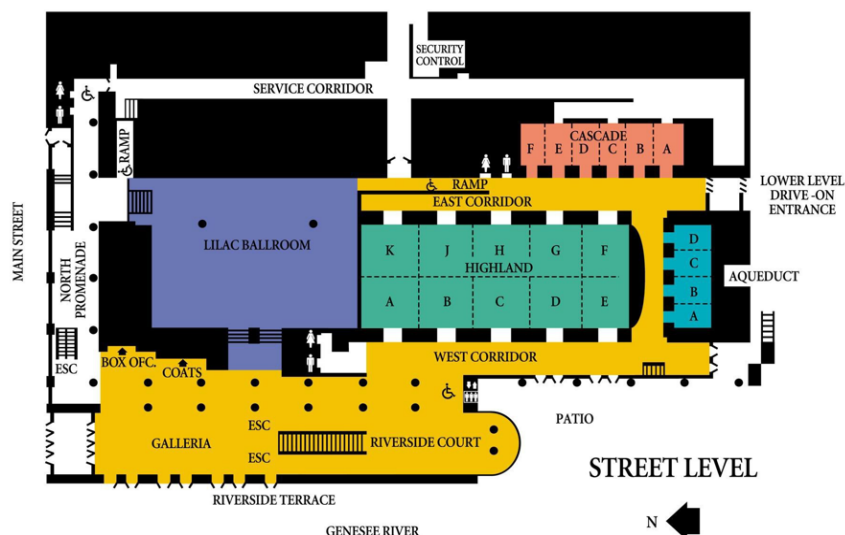 SECURITY
CONTROL
SERVICE CORRIDOR
CASCADE
F E D C B A
RAMP
RAMP
EAST CORRIDOR
LOWER LEVEL
DRIVE -ON
ENTRANCE
MAIN STREET
NORTH
PROMENADE
LILAC BALLROOM
K J H G F
HIGHLAND
A B C D E
D
C
B
A
AQUEDUCT
ESC
BOX OFC.
COATS
WEST CORRIDOR
PATIO
ESC
GALLERIA
RIVERSIDE COURT
ESC
STREET LEVEL
RIVERSIDE TERRACE
GENESEE RIVER
N